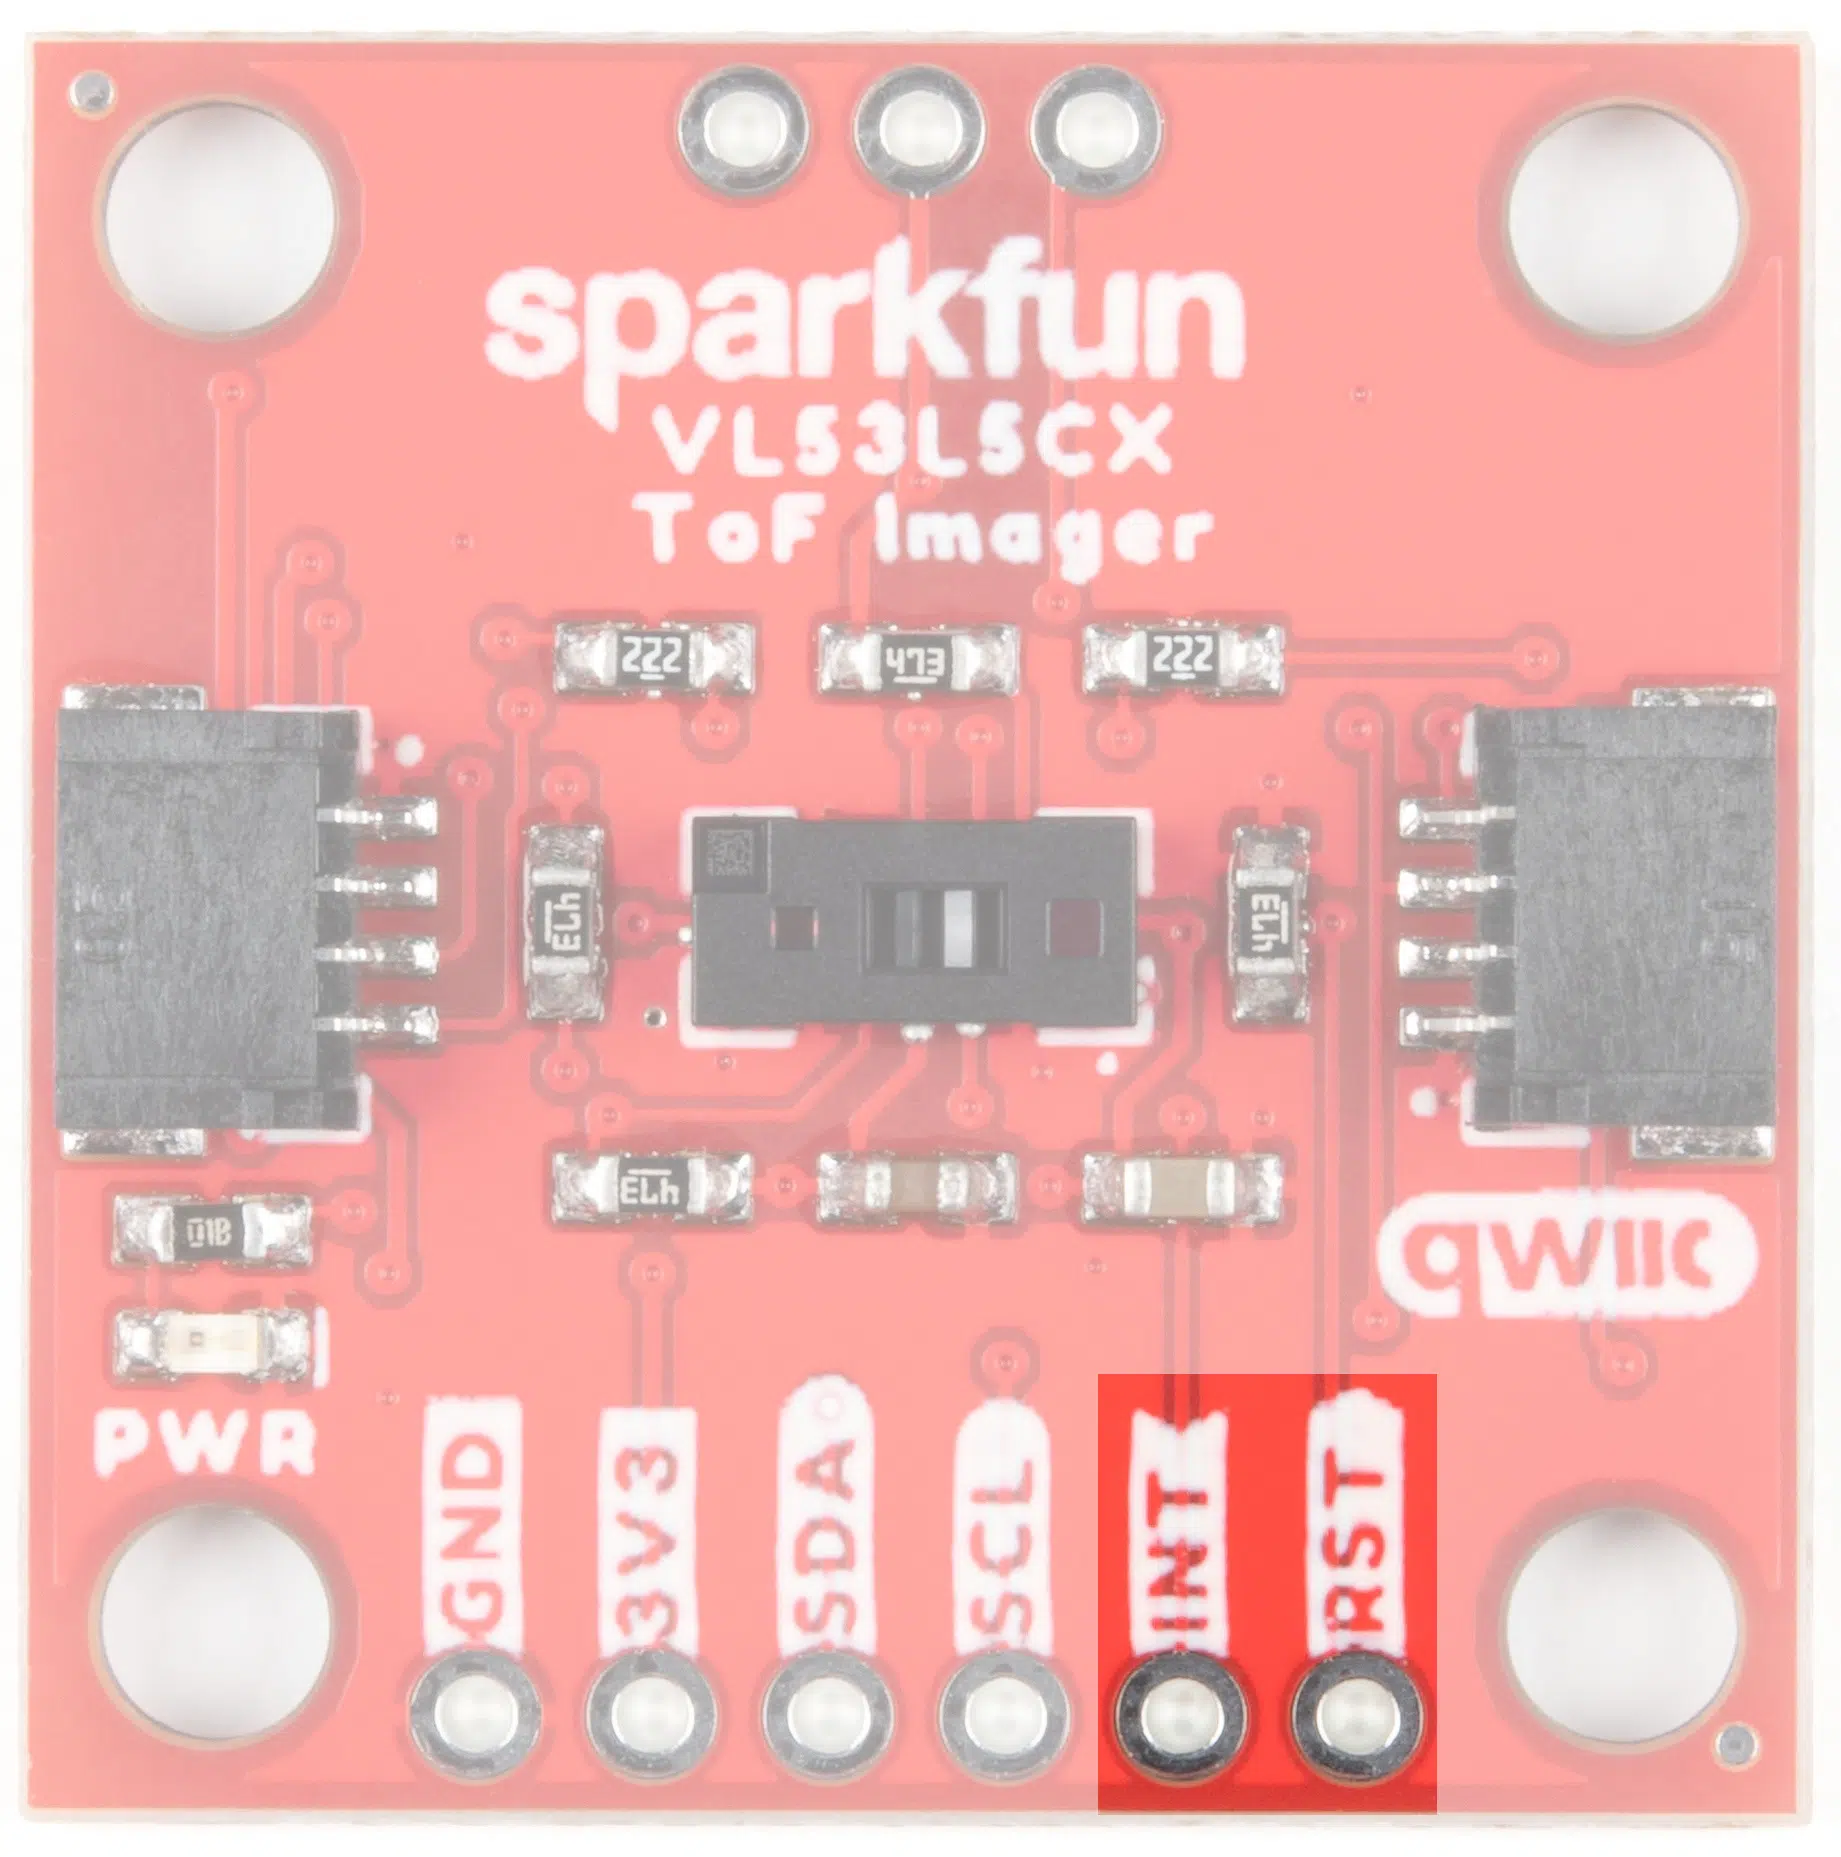 sparkfun
VL53L5CX
ToF Imager
222
473
222
473
473
473
01B
qwiic
PWR
GND
3V3
SDA
SCL
INT
RST